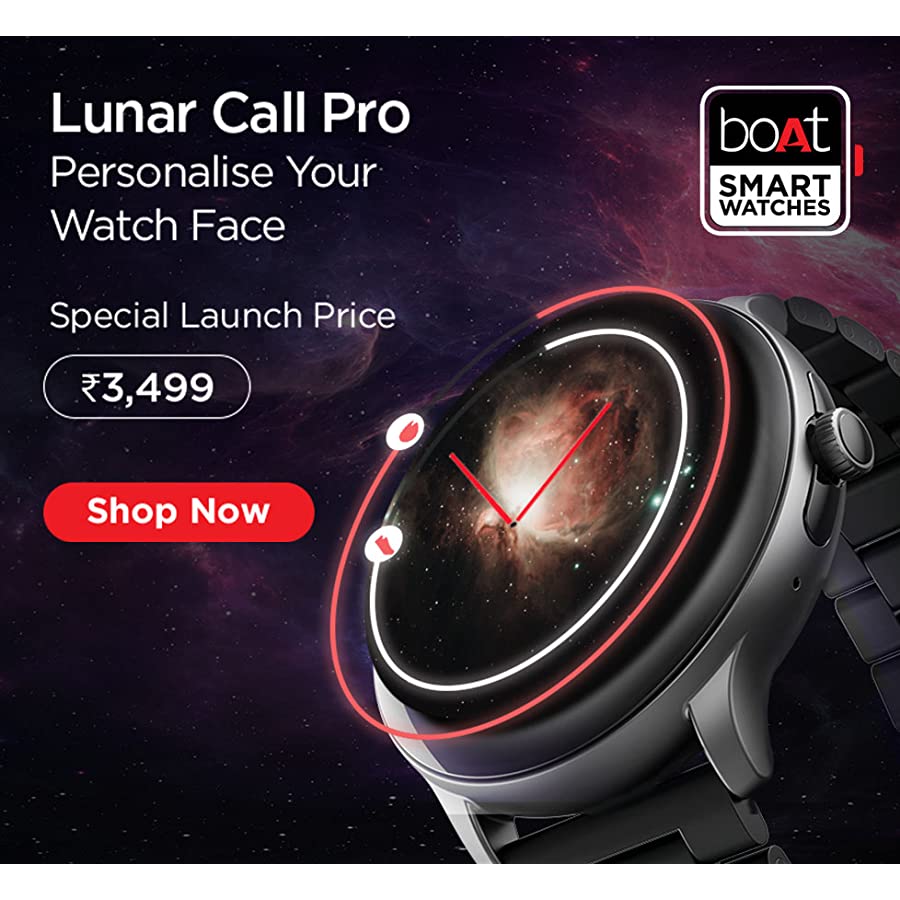 Lunar Call Pro
Personalise Your
Watch Face
Special Launch Price
₹3,499
Shop Now
boAt
SMART
WATCHES